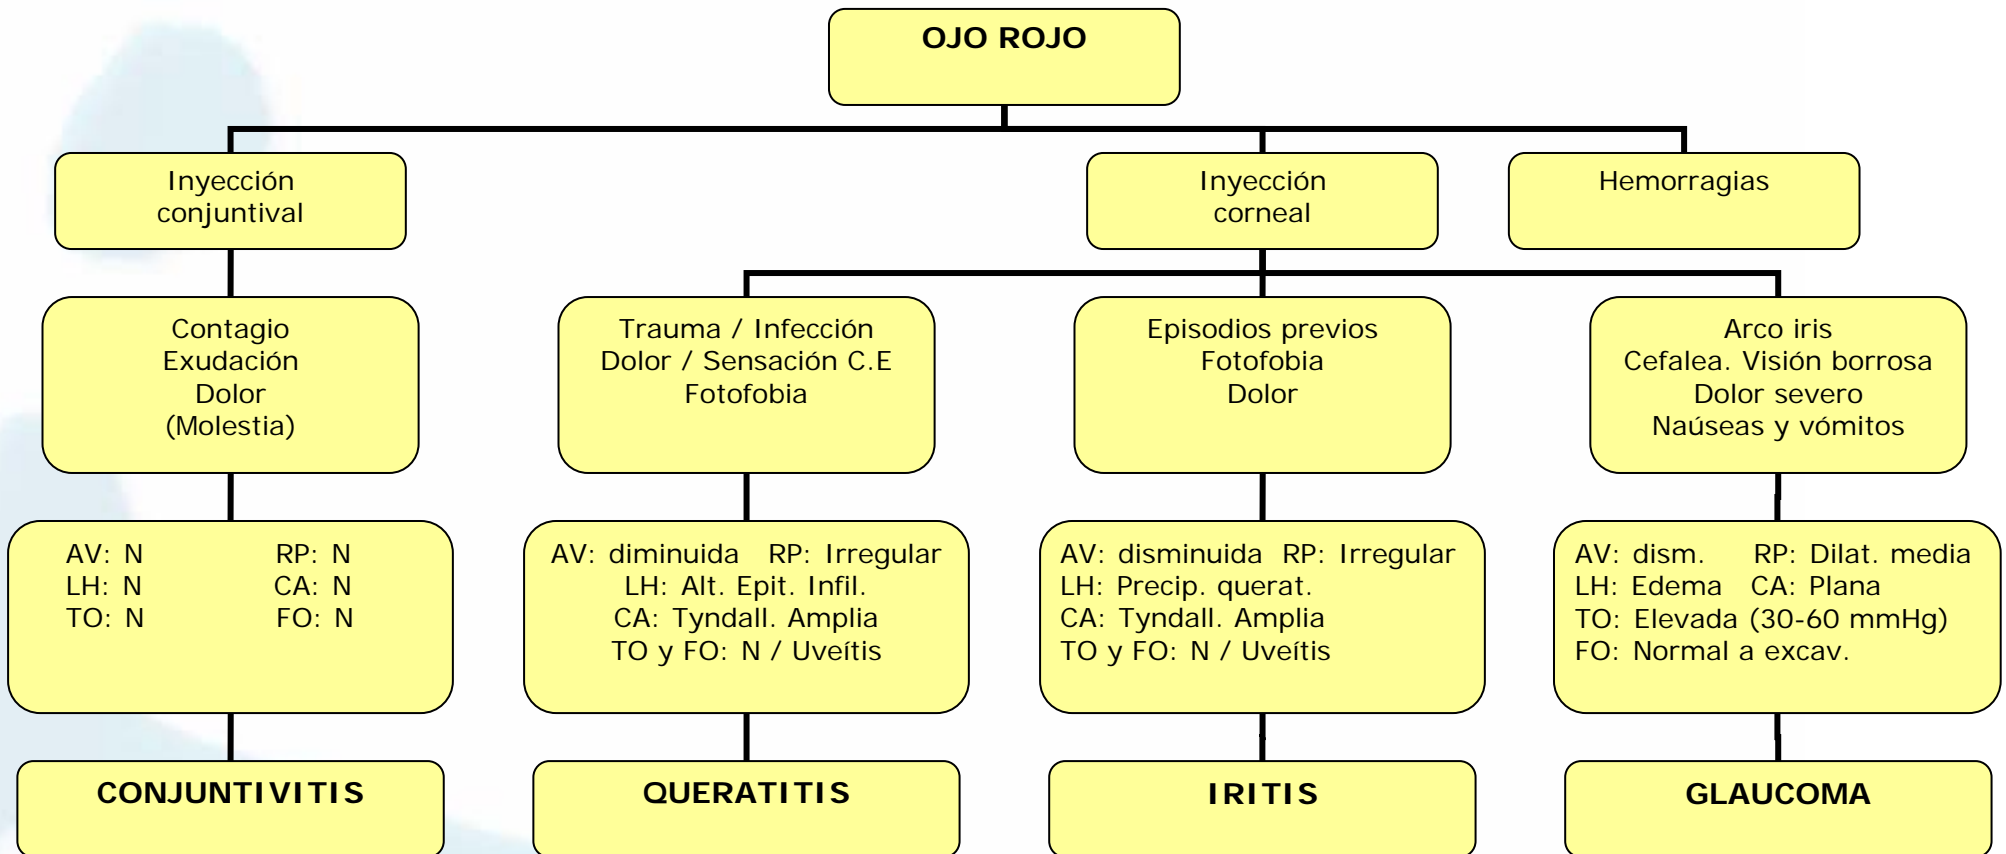 OJO ROJO
Inyección
conjuntival
Inyección
corneal
Hemorragias
Contagio
Exudación
Dolor
(Molestia)
Trauma / Infección
Dolor / Sensación C.E
Fotofobia
Episodios previos
Fotofobia
Dolor
Arco iris
Cefalea. Visión borrosa
Dolor severo
Naúseas y vómitos
AV: N RP: N
LH: N CA: N
TO: N FO: N
AV: diminuida RP: Irregular
LH: Alt. Epit. Infil.
CA: Tyndall. Amplia
TO y FO: N / Uveítis
AV: disminuida RP: Irregular
LH: Precip. querat.
CA: Tyndall. Amplia
TO y FO: N / Uveítis
AV: dism. RP: Dilat. media
LH: Edema CA: Plana
TO: Elevada (30-60 mmHg)
FO: Normal a excav.
CONJUNTIVITIS
QUERATITIS
IRITIS
GLAUCOMA